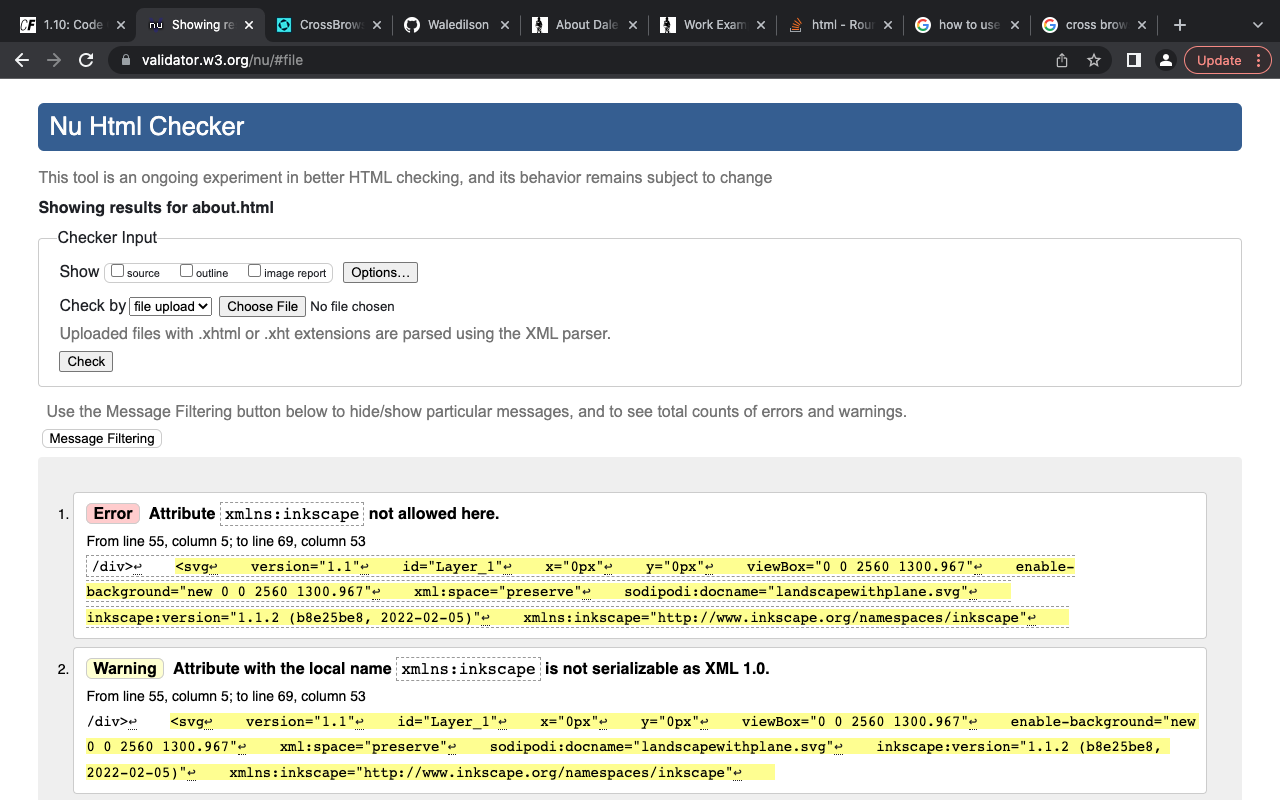 1.10: Code
Showing re
CrossBrow
Waledilson
About Dale
Work Exam
html - Rour
how to use
cross brow
validator.w3.org/nu/#file
Update
Nu Html Checker
This tool is an ongoing experiment in better HTML checking, and its behavior remains subject to change
Showing results for about.html
Checker Input
Show source outline image report Options...
Check by file upload Choose File No file chosen
Uploaded files with .xhtml or .xht extensions are parsed using the XML parser.
Check
Use the Message Filtering button below to hide/show particular messages, and to see total counts of errors and warnings.
Message Filtering
1. Error Attribute xmlns:inkscape not allowed here.
From line 55, column 5; to line 69, column 53
/div>↩ <svg↩ version="1.1"↩ id="Layer_1"↩ x="0px"↩ y="0px"↩ viewBox="0 0 2560 1300.967"↩ enable-
background="new 0 0 2560 1300.967"↩ xml:space="preserve"↩ sodipodi:docname="landscapewithplane.svg"↩
inkscape:version="1.1.2 (b8e25be8, 2022-02-05)"↩ xmlns:inkscape="http://www.inkscape.org/namespaces/inkscape"↩
2. Warning Attribute with the local name xmlns:inkscape is not serializable as XML 1.0.
From line 55, column 5; to line 69, column 53
/div>↩ <svg↩ version="1.1"↩ id="Layer_1"↩ x="0px"↩ y="0px"↩ viewBox="0 0 2560 1300.967"↩ enable-background="new
0 0 2560 1300.967"↩ xml:space="preserve"↩ sodipodi:docname="landscapewithplane.svg"↩ inkscape:version="1.1.2 (b8e25be8,
2022-02-05)"↩ xmlns:inkscape="http://www.inkscape.org/namespaces/inkscape"↩